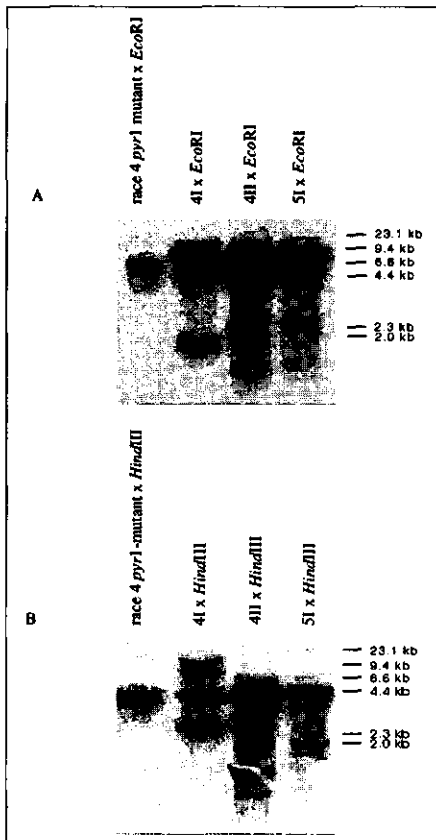 A
race 4 pyr1 mutant x EcoRI
4I x EcoRI
4II x EcoRI
5I x EcoRI
23.1 kb
9.4 kb
6.6 kb
4.4 kb
2.3 kb
2.0 kb
B
race 4 pyr1-mutant x HindIII
4I x HindIII
4II x HindIII
5I x HindIII
23.1 kb
9.4 kb
6.6 kb
4.4 kb
2.3 kb
2.0 kb